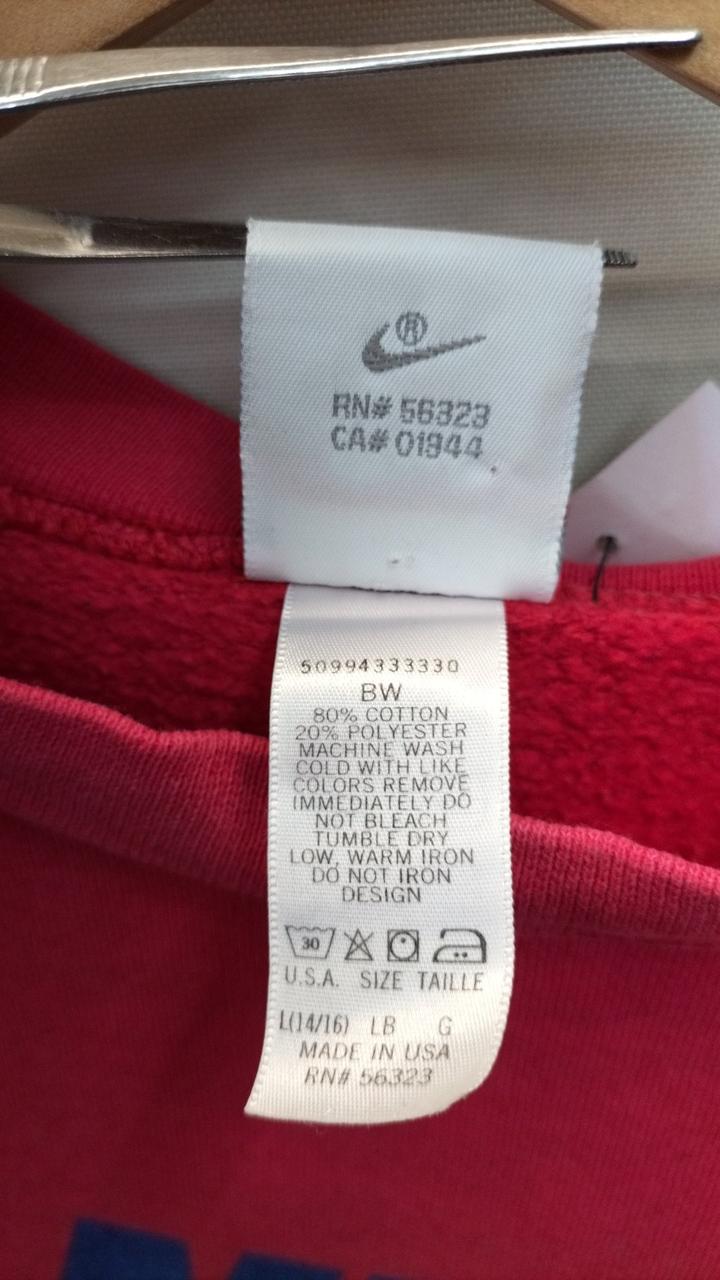 ®
RN# 56323
CA# 01944
50994333330
BW
80% COTTON
20% POLYESTER
MACHINE WASH
COLD WITH LIKE
COLORS REMOVE
IMMEDIATELY DO
NOT BLEACH
TUMBLE DRY
LOW, WARM IRON
DO NOT IRON
DESIGN
30
U.S.A. SIZE TAILLE
L(14/16) LB G
MADE IN USA
RN# 56323